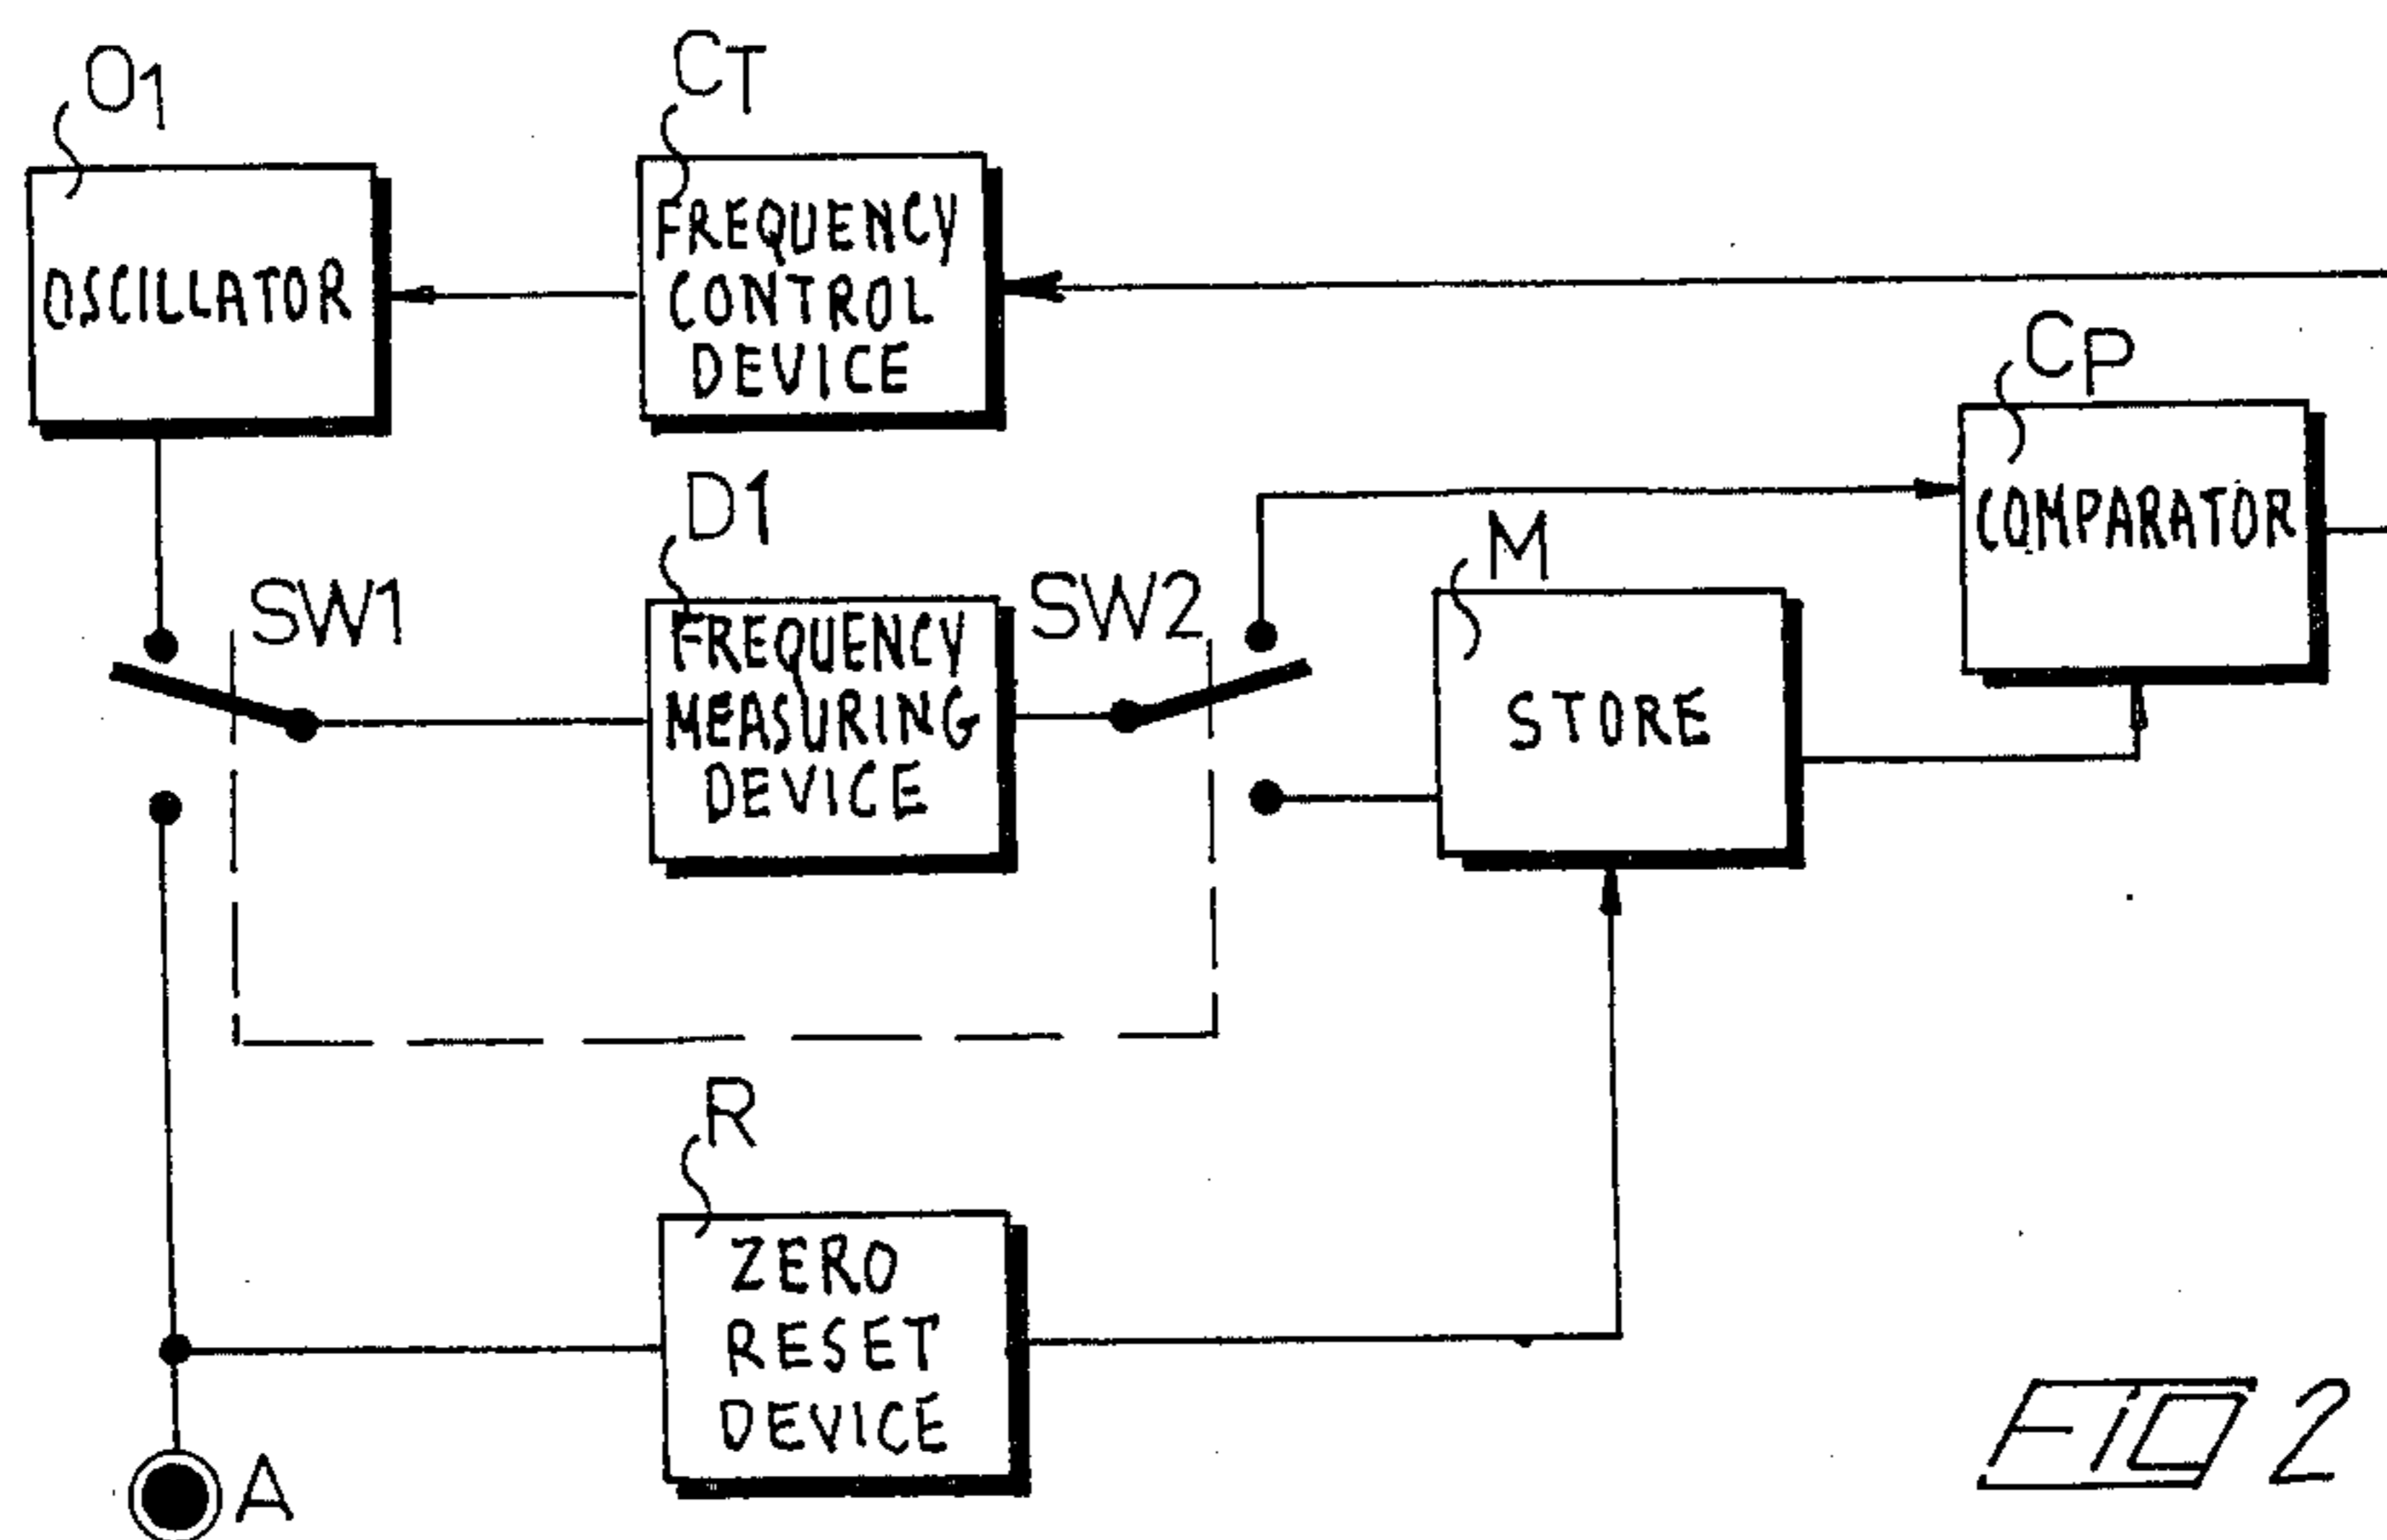 O1
OSCILLATOR
CT
FREQUENCY
CONTROL
DEVICE
CP
COMPARATOR
D1
FREQUENCY
MEASURING
DEVICE
SW1
SW2
M
STORE
R
ZERO
RESET
DEVICE
A
FIG 2